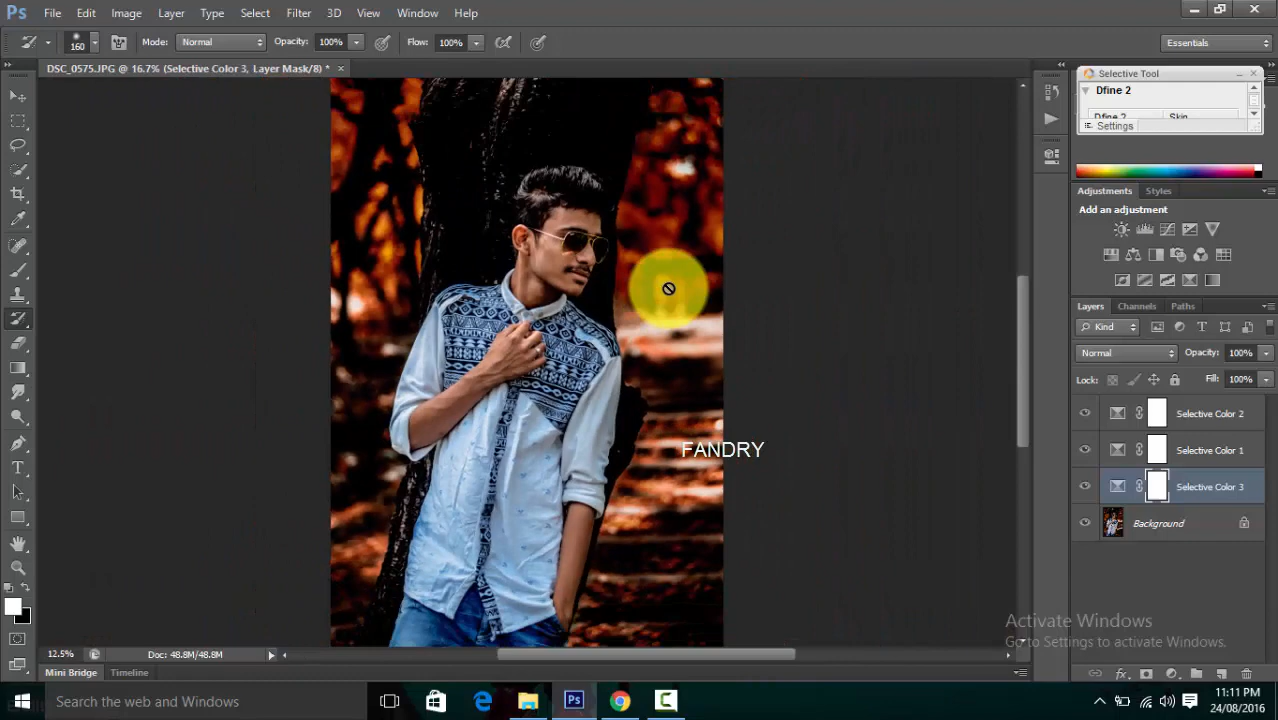 Ps File Edit Image Layer Type Select Filter 3D View Window Help
160 Mode: Normal Opacity: 100% Flow: 100% Essentials
DSC_0575.JPG @ 16.7% (Selective Color 3, Layer Mask/8) * ×
Selective Tool
Dfine 2
Dfine 2 Skin
Settings
Adjustments Styles
Add an adjustment
Layers Channels Paths
Kind
Normal Opacity: 100%
Lock: Fill: 100%
Selective Color 2
Selective Color 1
Selective Color 3
Background
FANDRY
Activate Windows
Go to Settings to activate Windows.
12.5% Doc: 48.8M/48.8M
Mini Bridge Timeline
Search the web and Windows
Ps
11:11 PM
24/08/2016